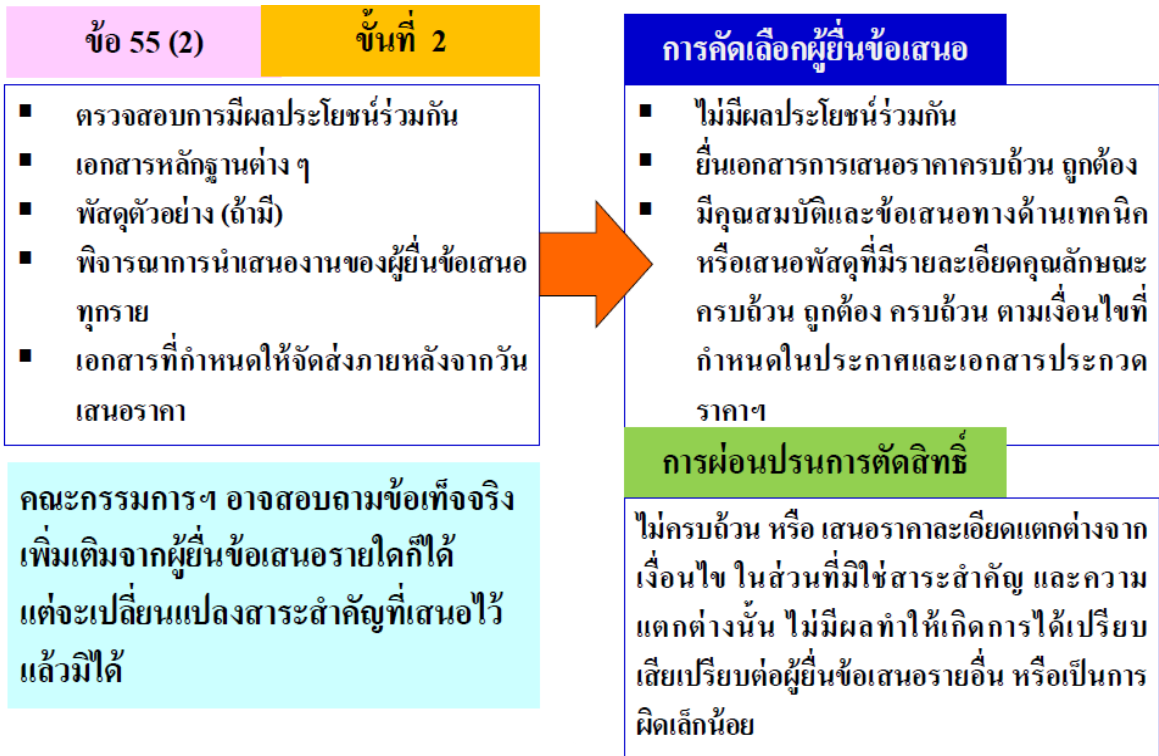 ข้อ 55 (2)
ขั้นที่ 2
▪ ตรวจสอบการมีผลประโยชน์ร่วมกัน
▪ เอกสารหลักฐานต่าง ๆ
▪ พัสดุตัวอย่าง (ถ้ามี)
▪ พิจารณาการนำเสนองานของผู้ยื่นข้อเสนอ
ทุกราย
▪ เอกสารที่กำหนดให้จัดส่งภายหลังจากวัน
เสนอราคา
คณะกรรมการฯ อาจสอบถามข้อเท็จจริง
เพิ่มเติมจากผู้ยื่นข้อเสนอรายใดก็ได้
แต่จะเปลี่ยนแปลงสาระสำคัญที่เสนอไว้
แล้วมิได้
การคัดเลือกผู้ยื่นข้อเสนอ
▪ ไม่มีผลประโยชน์ร่วมกัน
▪ ยื่นเอกสารการเสนอราคาครบถ้วน ถูกต้อง
▪ มีคุณสมบัติและข้อเสนอทางด้านเทคนิค
หรือเสนอพัสดุที่มีรายละเอียดคุณลักษณะ
ครบถ้วน ถูกต้อง ครบถ้วน ตามเงื่อนไขที่
กำหนดในประกาศและเอกสารประกวด
ราคาฯ
การผ่อนปรนการตัดสิทธิ์
ไม่ครบถ้วน หรือ เสนอราคาละเอียดแตกต่างจาก
เงื่อนไข ในส่วนที่มิใช่สาระสำคัญ และความ
แตกต่างนั้น ไม่มีผลทำให้เกิดการได้เปรียบ
เสียเปรียบต่อผู้ยื่นข้อเสนอรายอื่น หรือเป็นการ
ผิดเล็กน้อย